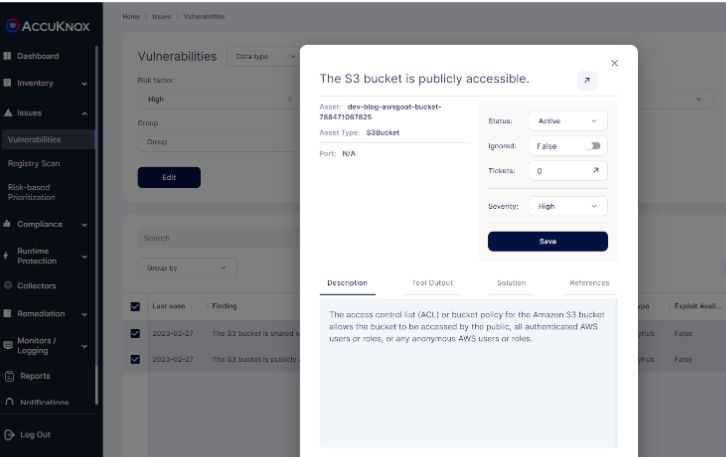 ACCUKNOX
Dashboard
Inventory
Issues
Vulnerabilities
Registry Scan
Risk-based
Prioritization
Compliance
Runtime
Protection
Collectors
Remediation
Monitors /
Logging
Reports
Notifications
Log Out
Home > Issues > Vulnerabilities
Vulnerabilities
Data type
Risk factor
High
Group
Group
Edit
Search
Group by
Last seen Finding
2023-02-27 The S3 bucket is shared w
2023-02-27 The S3 bucket is publicly
The S3 bucket is publicly accessible.
Asset: dev-blog-awsgoat-bucket-
788471067825
Asset Type: S3Bucket
Port: N/A
Status: Active
Ignored: False
Tickets: 0
Severity: High
Save
Description Tool Output Solution References
The access control list (ACL) or bucket policy for the Amazon S3 bucket
allows the bucket to be accessed by the public, all authenticated AWS
users or roles, or any anonymous AWS users or roles.
ype Exploit Avail...
yhub False
yhub False